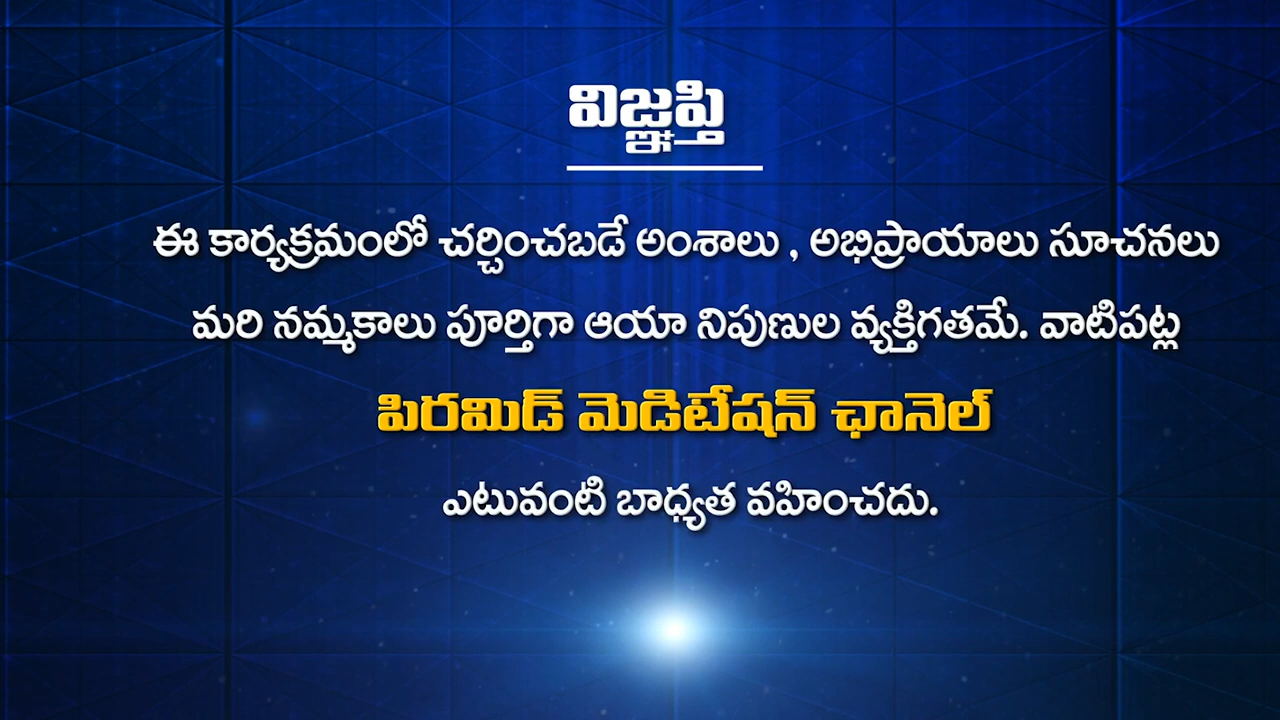 విజ్ఞప్తి
ఈ కార్యక్రమంలో చర్చించబడే అంశాలు , అభిప్రాయాలు సూచనలు
మరి నమ్మకాలు పూర్తిగా ఆయా నిపుణుల వ్యక్తిగతమే. వాటిపట్ల
పిరమిడ్ మెడిటేషన్ ఛానెల్
ఎటువంటి బాధ్యత వహించదు.